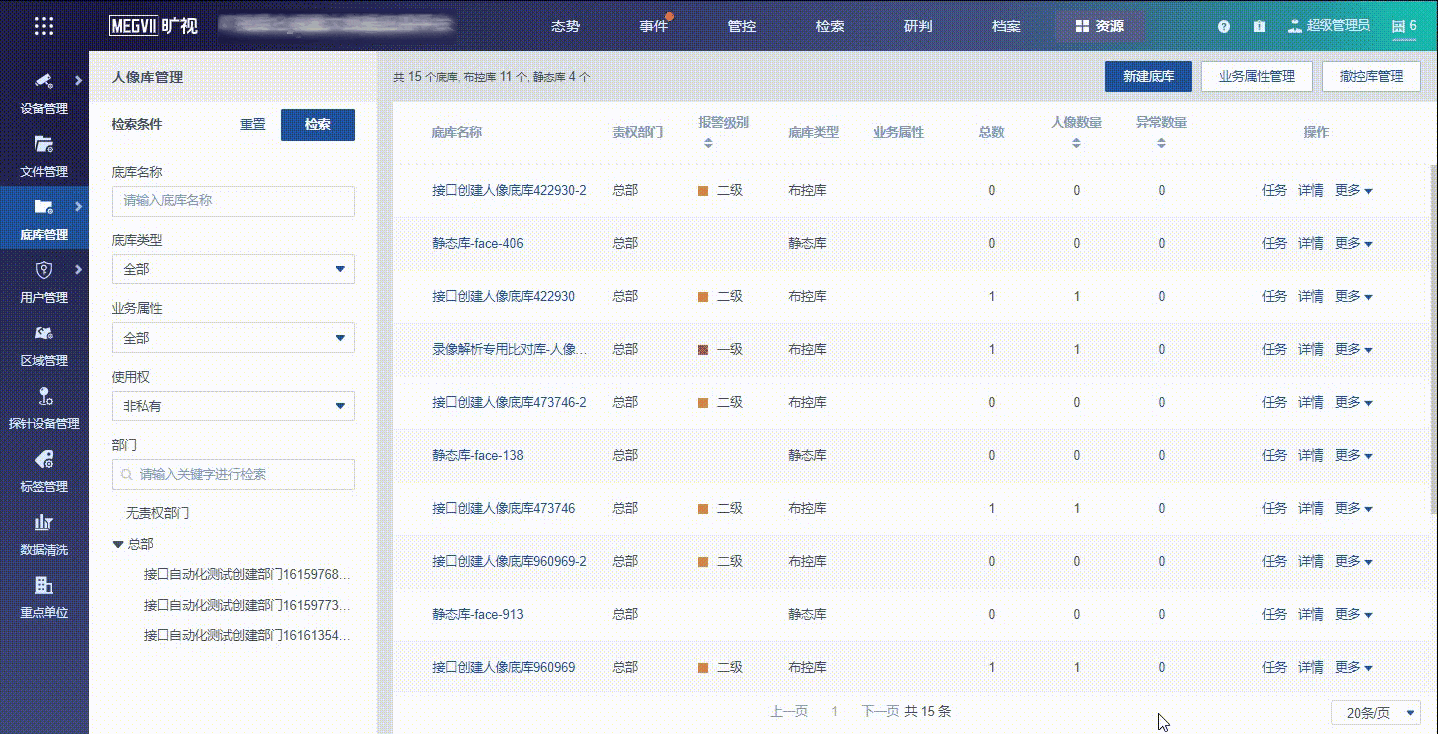 MEGVII 旷视
态势 事件 管控 检索 研判 档案 资源
超级管理员 6
设备管理
文件管理
底库管理
用户管理
区域管理
探针设备管理
标签管理
数据清洗
重点单位
人像库管理
检索条件 重置 检索
底库名称
请输入底库名称
底库类型
全部
业务属性
全部
使用权
非私有
部门
请输入关键字进行检索
无责权部门
总部
接口自动化测试创建部门16159768...
接口自动化测试创建部门16159773...
接口自动化测试创建部门16161354...
共 15 个底库, 布控库 11 个, 静态库 4 个
新建底库 业务属性管理 撤控库管理
底库名称 责权部门 报警级别 底库类型 业务属性 总数 人像数量 异常数量 操作
接口创建人像底库422930-2 总部 二级 布控库 0 0 0 任务 详情 更多
静态库-face-406 总部 静态库 0 0 0 任务 详情 更多
接口创建人像底库422930 总部 二级 布控库 1 1 0 任务 详情 更多
录像解析专用比对库-人像... 总部 一级 布控库 1 1 0 任务 详情 更多
接口创建人像底库473746-2 总部 二级 布控库 0 0 0 任务 详情 更多
静态库-face-138 总部 静态库 0 0 0 任务 详情 更多
接口创建人像底库473746 总部 二级 布控库 1 1 0 任务 详情 更多
接口创建人像底库960969-2 总部 二级 布控库 0 0 0 任务 详情 更多
静态库-face-913 总部 静态库 0 0 0 任务 详情 更多
接口创建人像底库960969 总部 二级 布控库 1 1 0 任务 详情 更多
上一页 1 下一页 共 15 条
20条/页